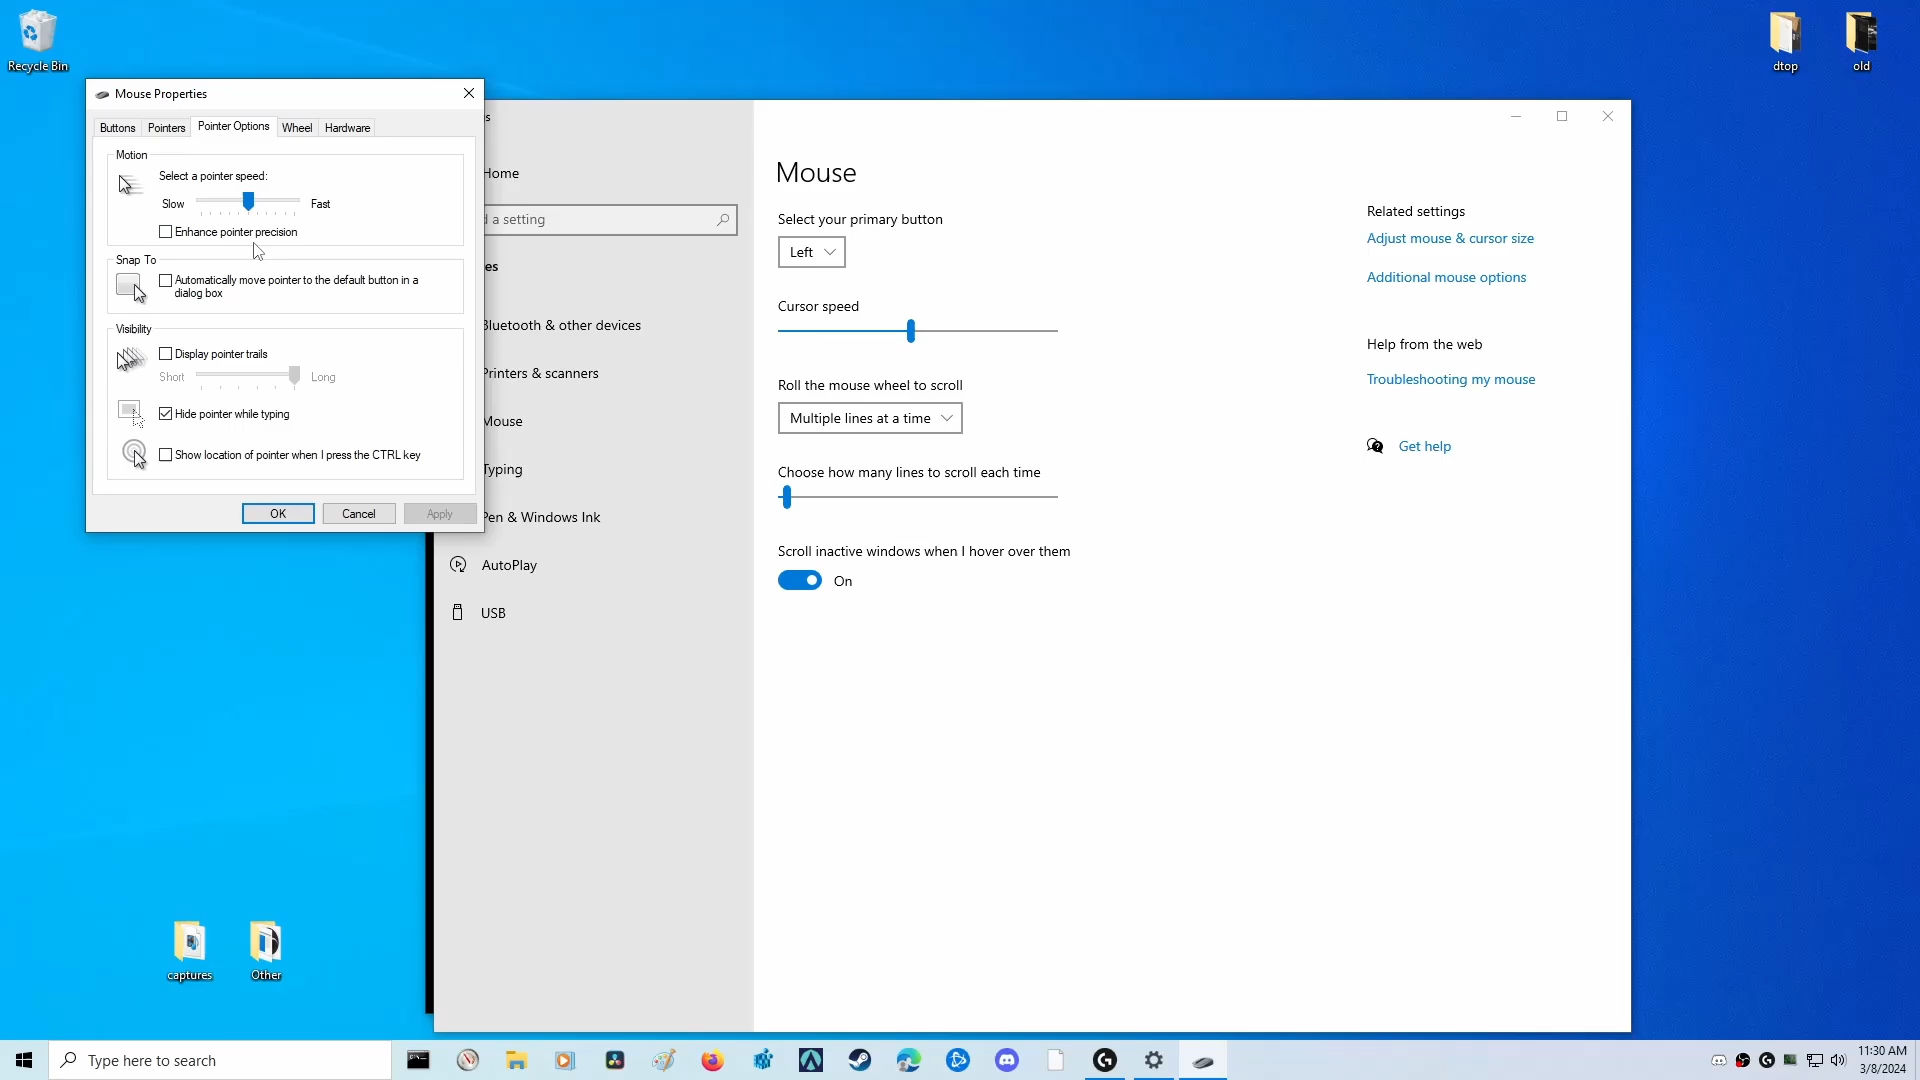 Recycle Bin
dtop
old
Mouse Properties
Buttons
Pointers
Pointer Options
Wheel
Hardware
Motion
Select a pointer speed:
Slow
Fast
Enhance pointer precision
Snap To
Automatically move pointer to the default button in a
dialog box
Visibility
Display pointer trails
Short
Long
Hide pointer while typing
Show location of pointer when I press the CTRL key
OK
Cancel
Apply
s
Home
d a setting
es
Bluetooth & other devices
Printers & scanners
Mouse
Typing
Pen & Windows Ink
AutoPlay
USB
Mouse
Select your primary button
Left
Cursor speed
Roll the mouse wheel to scroll
Multiple lines at a time
Choose how many lines to scroll each time
Scroll inactive windows when I hover over them
On
Related settings
Adjust mouse & cursor size
Additional mouse options
Help from the web
Troubleshooting my mouse
Get help
captures
Other
Type here to search
11:30 AM
3/8/2024